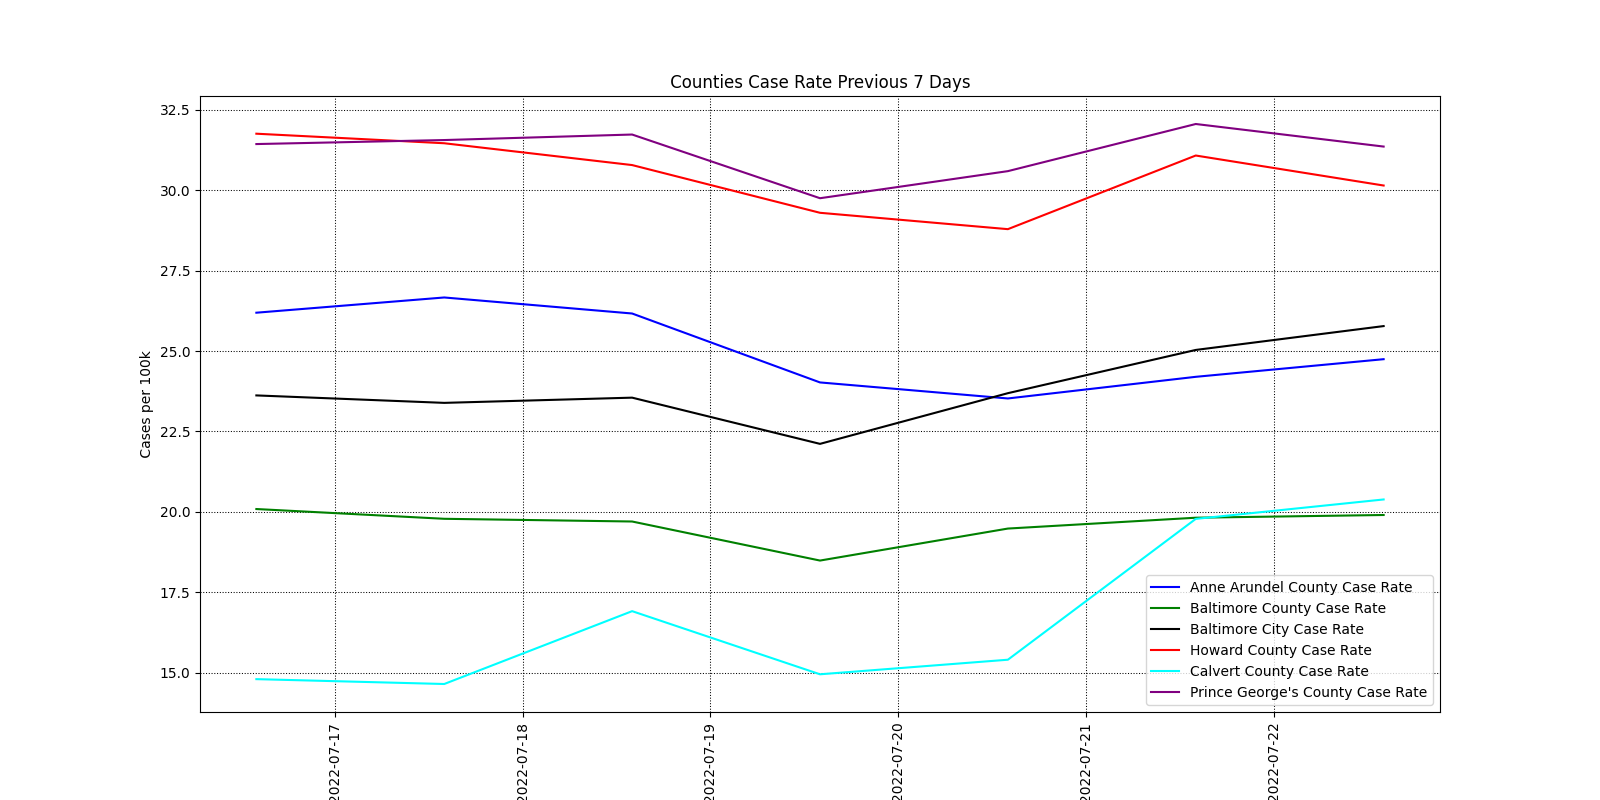 Counties Case Rate Previous 7 Days
32.5
30.0
27.5
25.0
22.5
20.0
17.5
15.0
Cases per 100k
Anne Arundel County Case Rate
Baltimore County Case Rate
Baltimore City Case Rate
Howard County Case Rate
Calvert County Case Rate
Prince George's County Case Rate
2022-07-17
2022-07-18
2022-07-19
2022-07-20
2022-07-21
2022-07-22